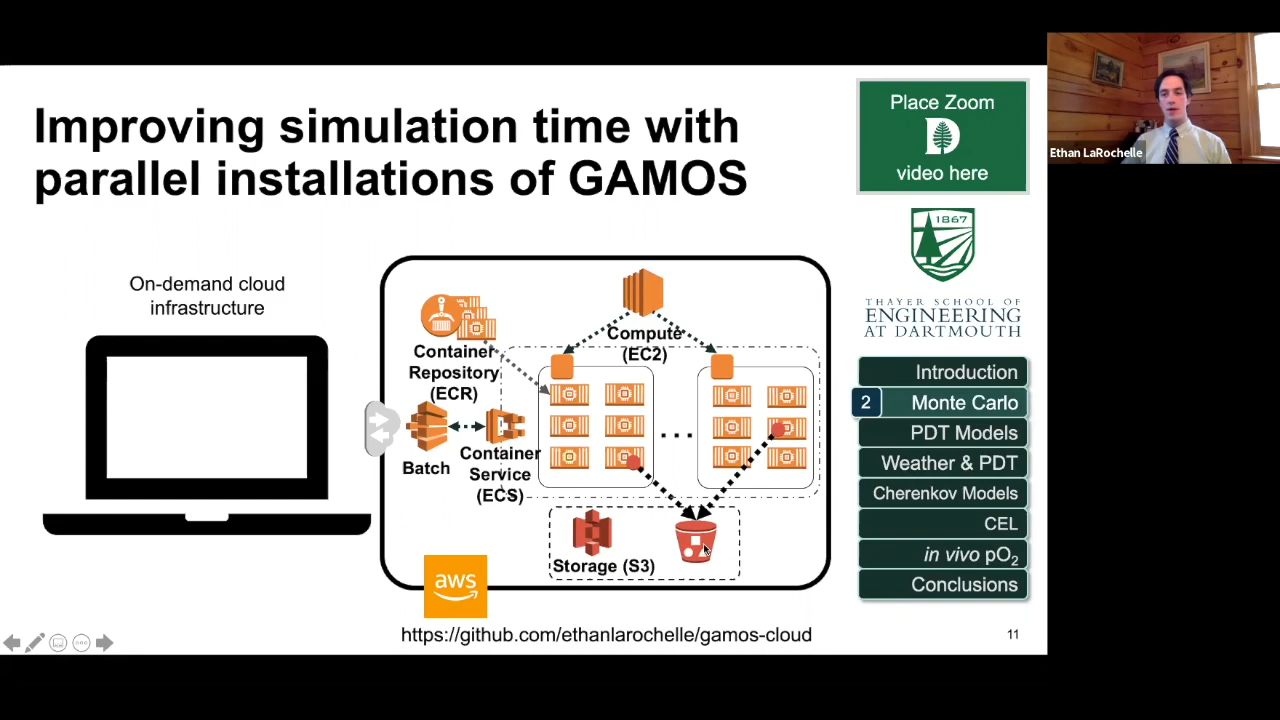 Improving simulation time with
parallel installations of GAMOS
Place Zoom
D
video here
Ethan LaRochelle
1867
THAYER SCHOOL OF
ENGINEERING
AT DARTMOUTH
On-demand cloud
infrastructure
Compute
(EC2)
Container
Repository
(ECR)
Batch
Container
Service
(ECS)
Storage (S3)
aws
Introduction
2 Monte Carlo
PDT Models
Weather & PDT
Cherenkov Models
CEL
in vivo pO₂
Conclusions
https://github.com/ethanlarochelle/gamos-cloud
11